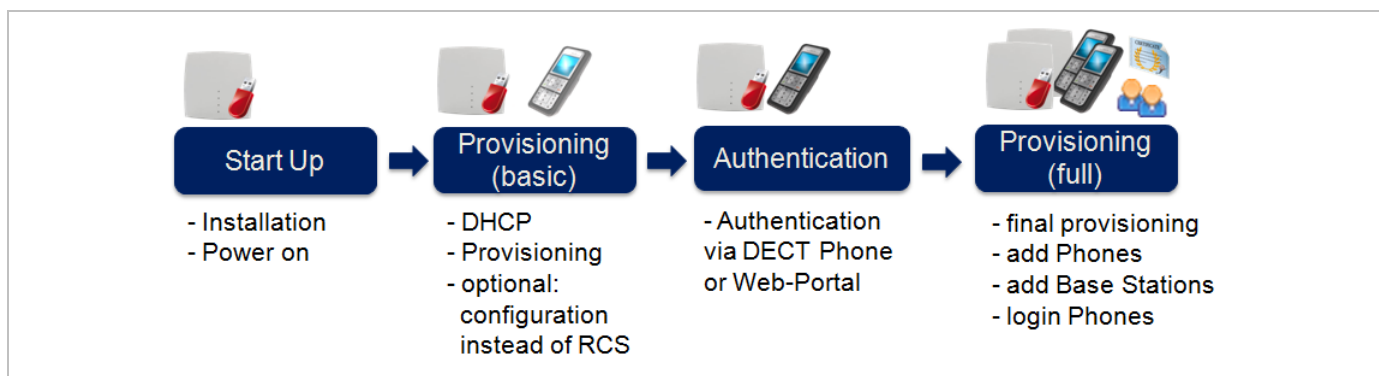 CERTIFICATE
Start Up
Provisioning
(basic)
Authentication
Provisioning
(full)
- Installation
- Power on
- DHCP
- Provisioning
- optional:
configuration
instead of RCS
- Authentication
via DECT Phone
or Web-Portal
- final provisioning
- add Phones
- add Base Stations
- login Phones